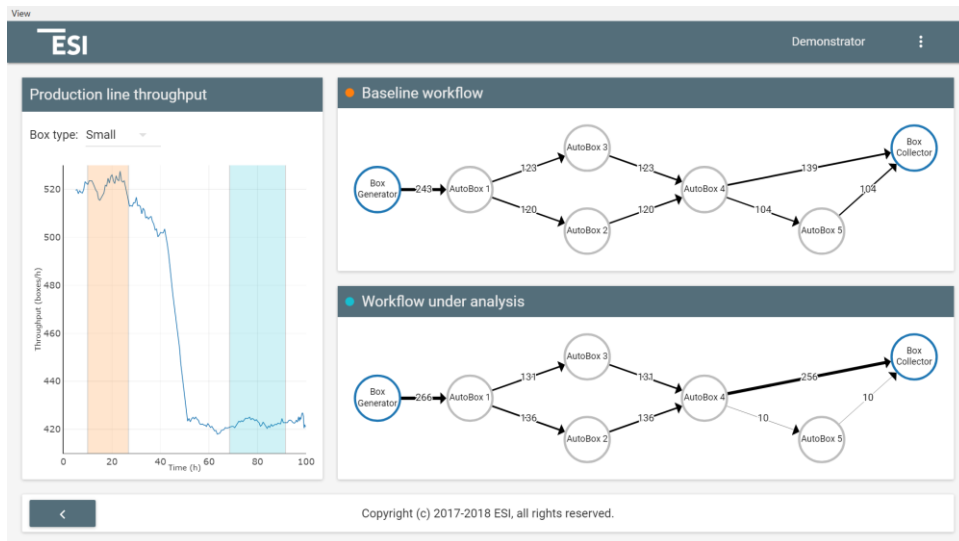 View
ESI
Demonstrator
Production line throughput
Box type: Small
Throughput (boxes/h)
520
500
480
460
440
420
0 20 40 60 80 100
Time (h)
Baseline workflow
Box
Generator
243
AutoBox 1
123
120
AutoBox 3
AutoBox 2
123
120
AutoBox 4
139
104
AutoBox 5
104
Box
Collector
Workflow under analysis
Box
Generator
266
AutoBox 1
131
136
AutoBox 3
AutoBox 2
131
136
AutoBox 4
256
10
AutoBox 5
10
Box
Collector
Copyright (c) 2017-2018 ESI, all rights reserved.